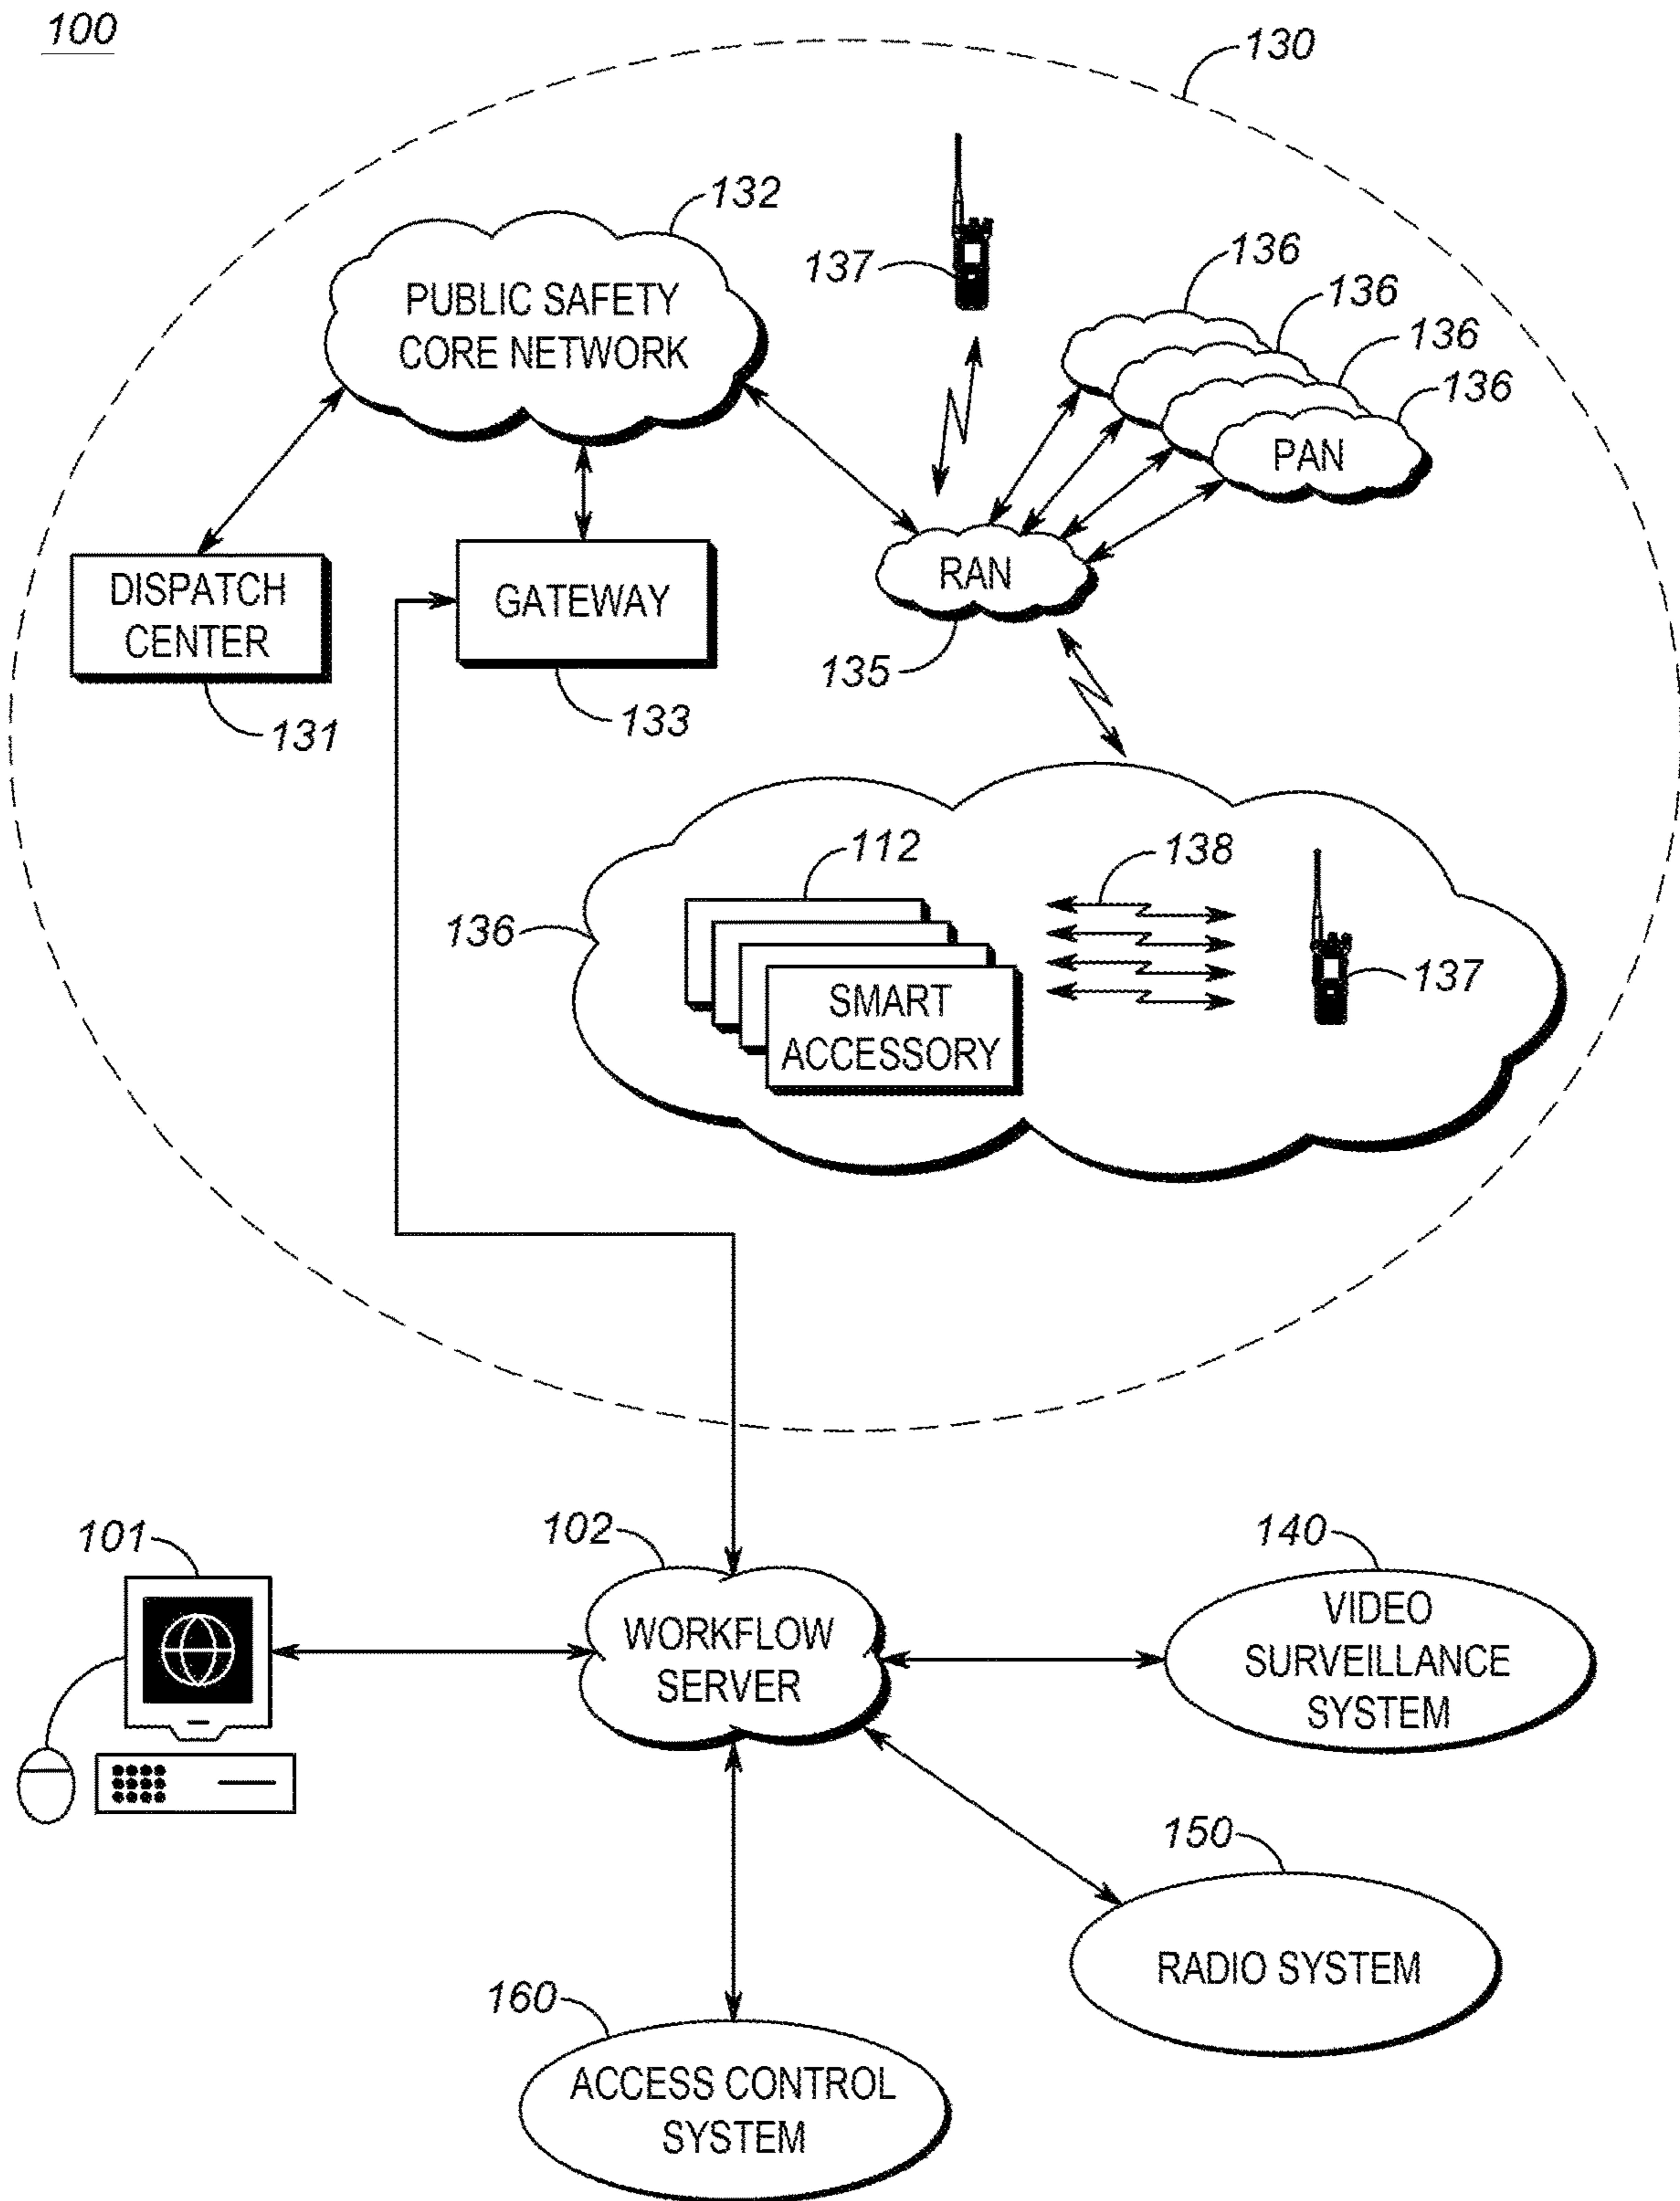 100
130
132
PUBLIC SAFETY
CORE NETWORK
137
136
136
136
136
PAN
DISPATCH
CENTER
131
GATEWAY
133
RAN
135
112
138
136
SMART
ACCESSORY
137
101
102
WORKFLOW
SERVER
140
VIDEO
SURVEILLANCE
SYSTEM
150
RADIO SYSTEM
160
ACCESS CONTROL
SYSTEM